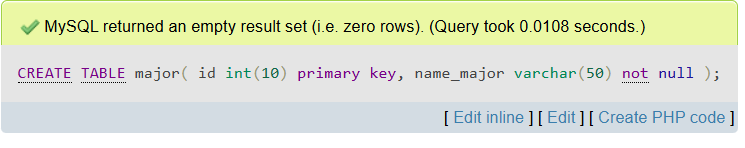 MySQL returned an empty result set (i.e. zero rows). (Query took 0.0108 seconds.)
CREATE TABLE major( id int(10) primary key, name_major varchar(50) not null );
[ Edit inline ] [ Edit ] [ Create PHP code ]